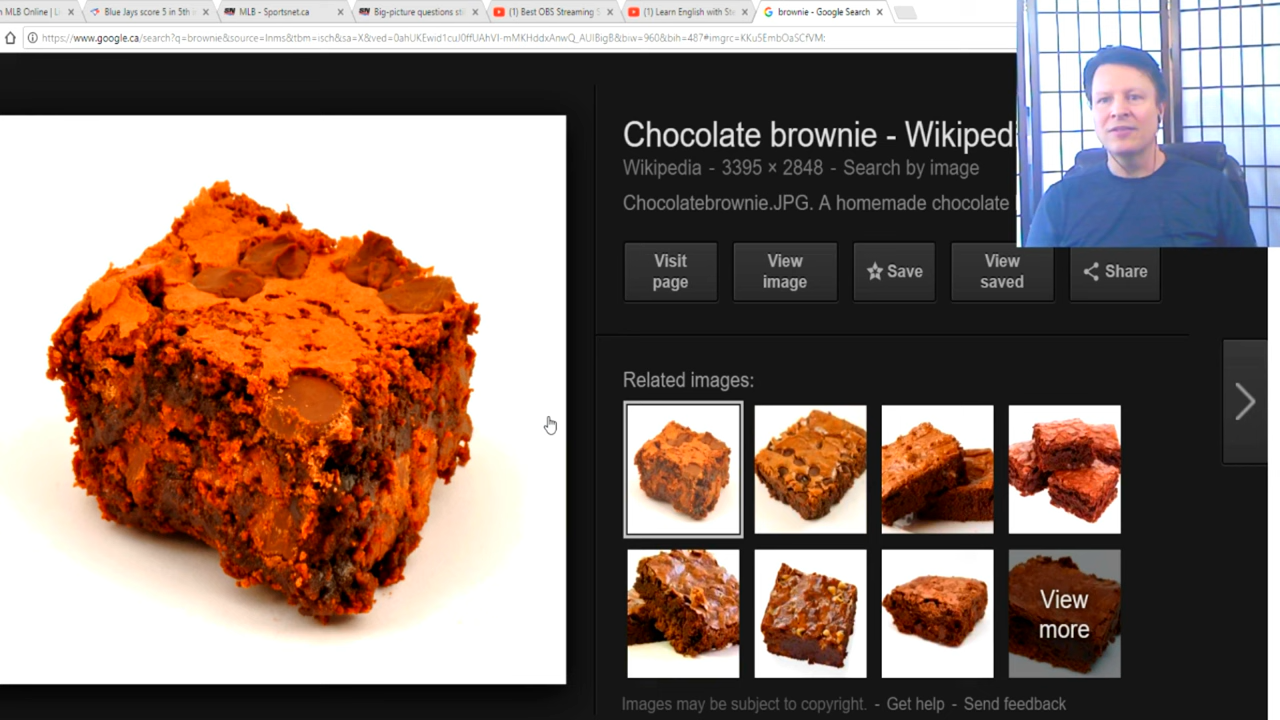 MLB Online | Li
Blue Jays score 5 in 5th
MLB - Sportsnet.ca
Big-picture questions sti
(1) Best OBS Streaming S
(1) Learn English with Ste
brownie - Google Search
Chocolate brownie - Wikipedi
Wikipedia - 3395 × 2848 - Search by image
Chocolatebrownie.JPG. A homemade chocolate
Visit page
View image
Save
View saved
Share
Related images:
View
more
Images may be subject to copyright. - Get help - Send feedback